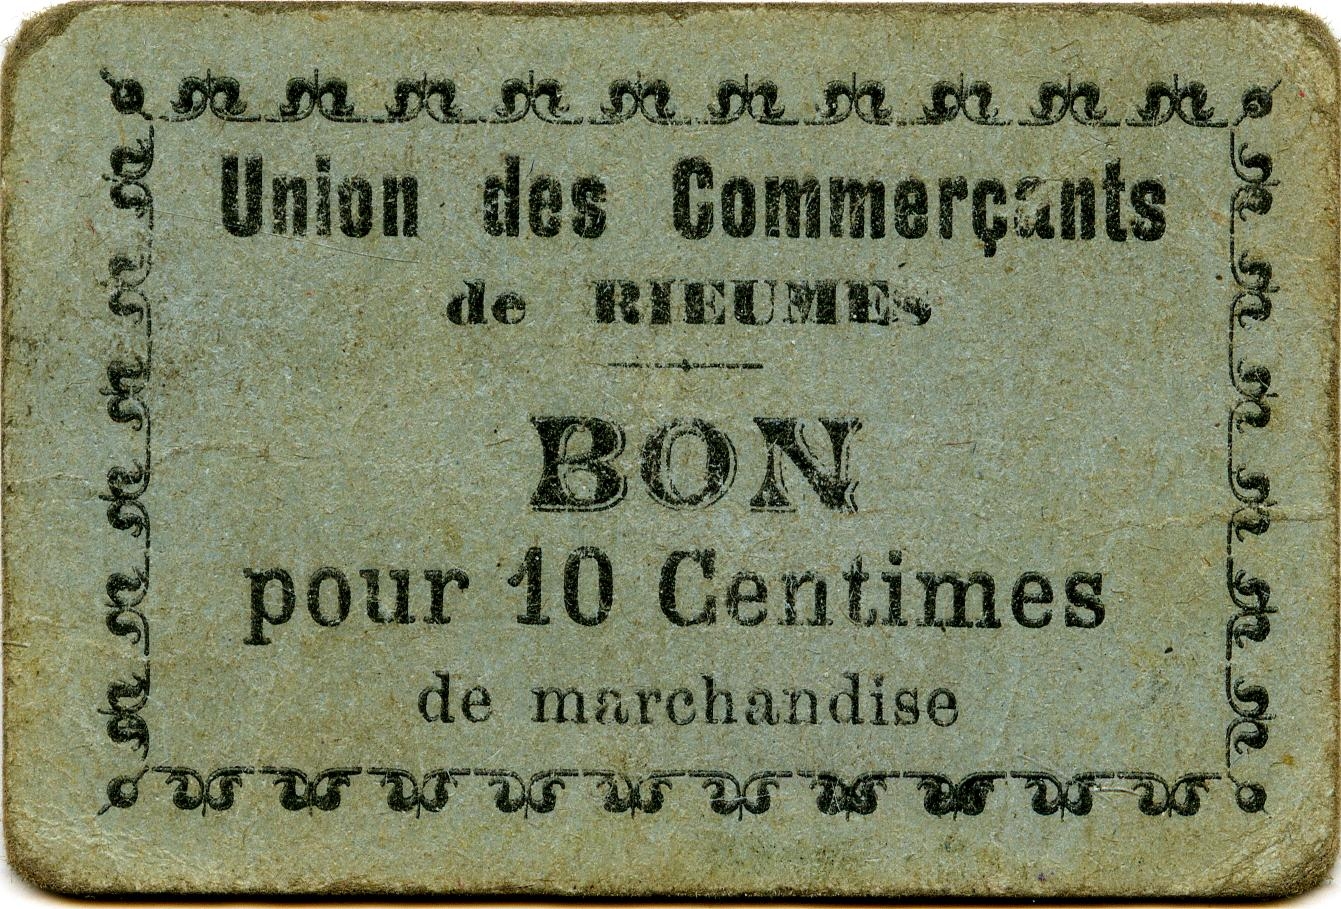 Union des Commerçants
de RIEUMES
BON
pour 10 Centimes
de marchandise